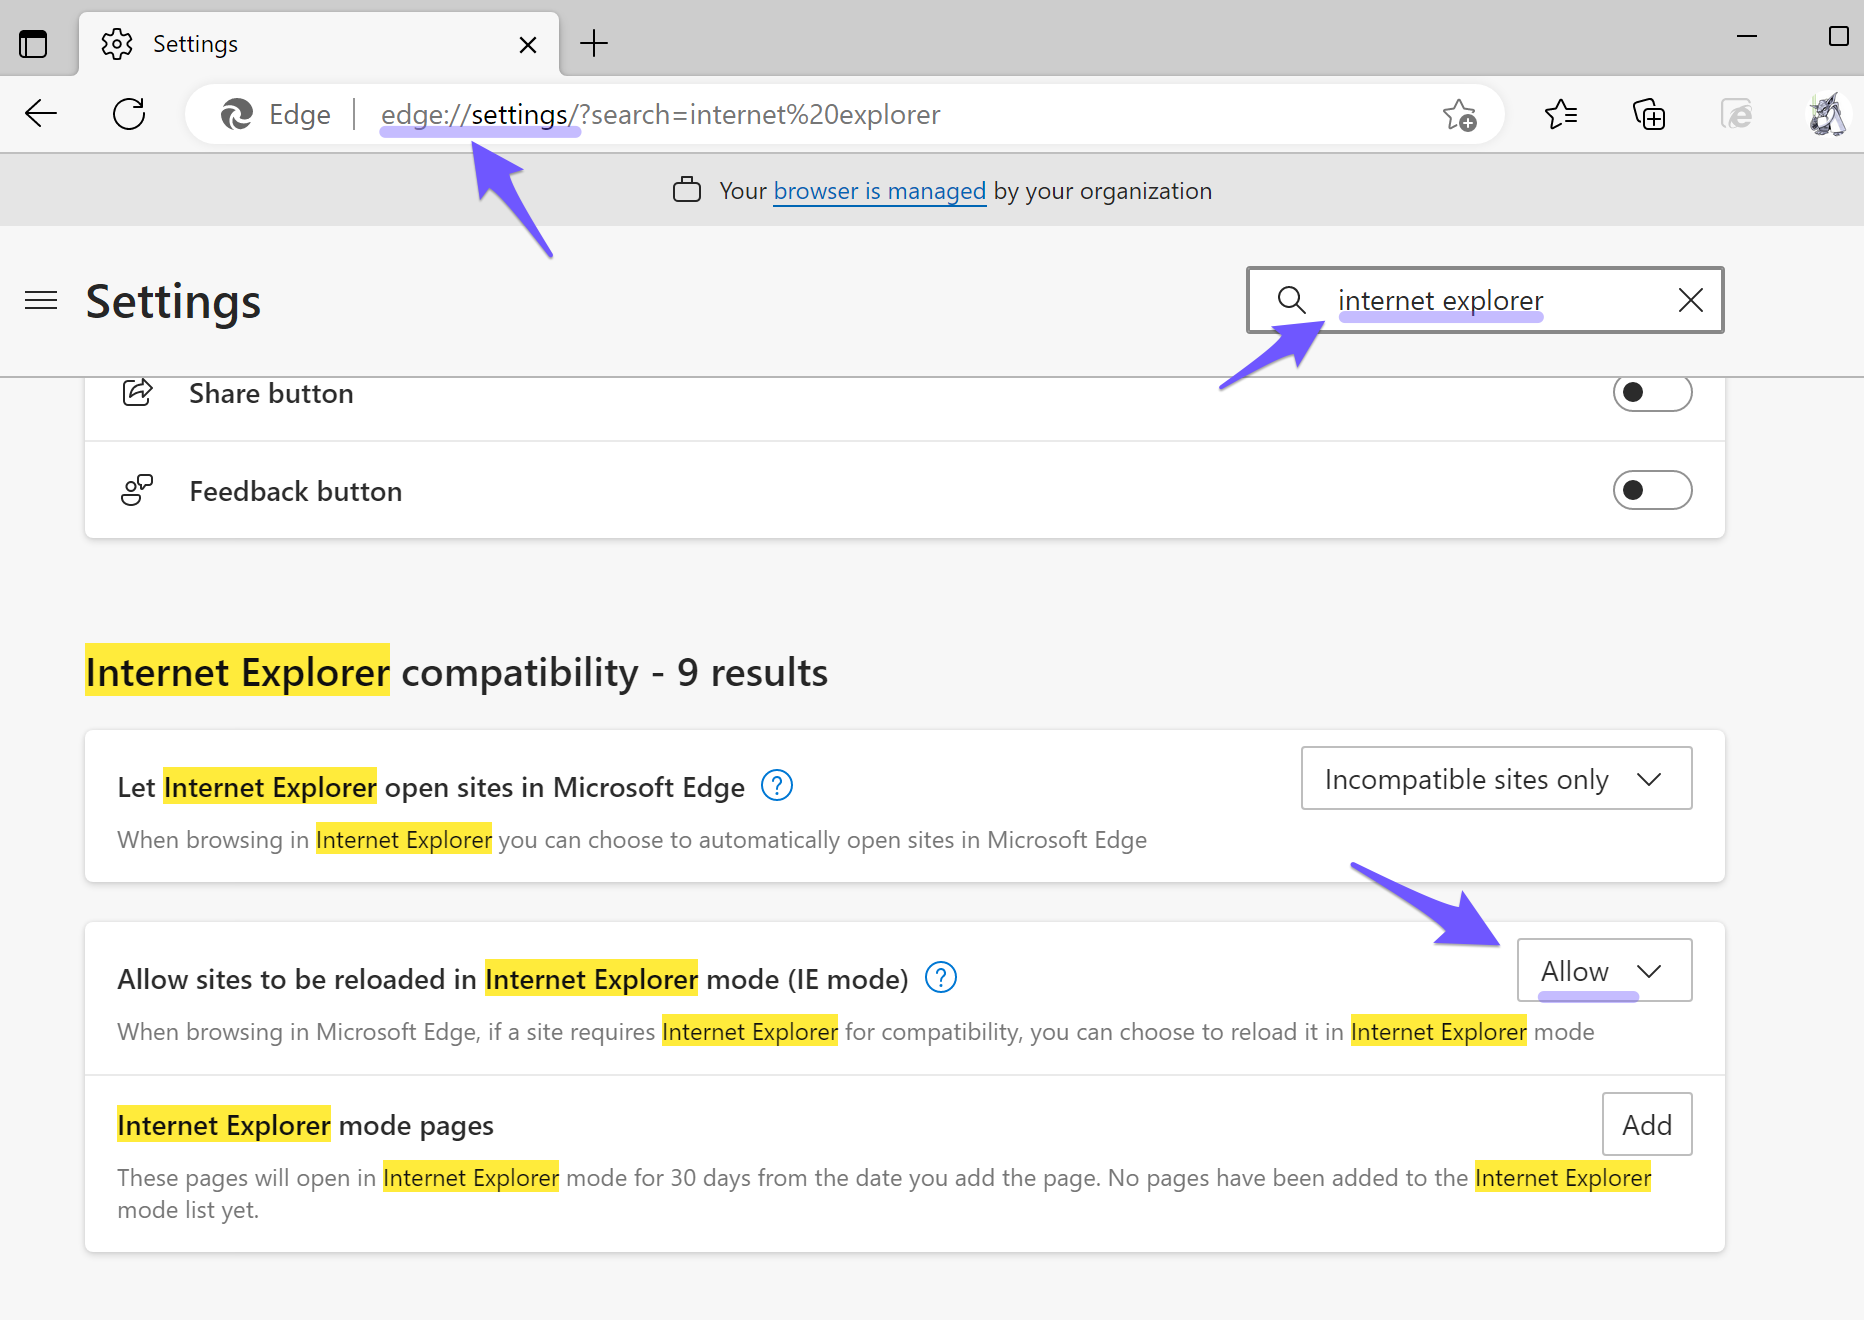 Settings
Edge edge://settings/?search=internet%20explorer
Your browser is managed by your organization
Settings
internet explorer
Share button
Feedback button
Internet Explorer compatibility - 9 results
Let Internet Explorer open sites in Microsoft Edge ?
Incompatible sites only
When browsing in Internet Explorer you can choose to automatically open sites in Microsoft Edge
Allow sites to be reloaded in Internet Explorer mode (IE mode) ?
Allow
When browsing in Microsoft Edge, if a site requires Internet Explorer for compatibility, you can choose to reload it in Internet Explorer mode
Internet Explorer mode pages
Add
These pages will open in Internet Explorer mode for 30 days from the date you add the page. No pages have been added to the Internet Explorer
mode list yet.